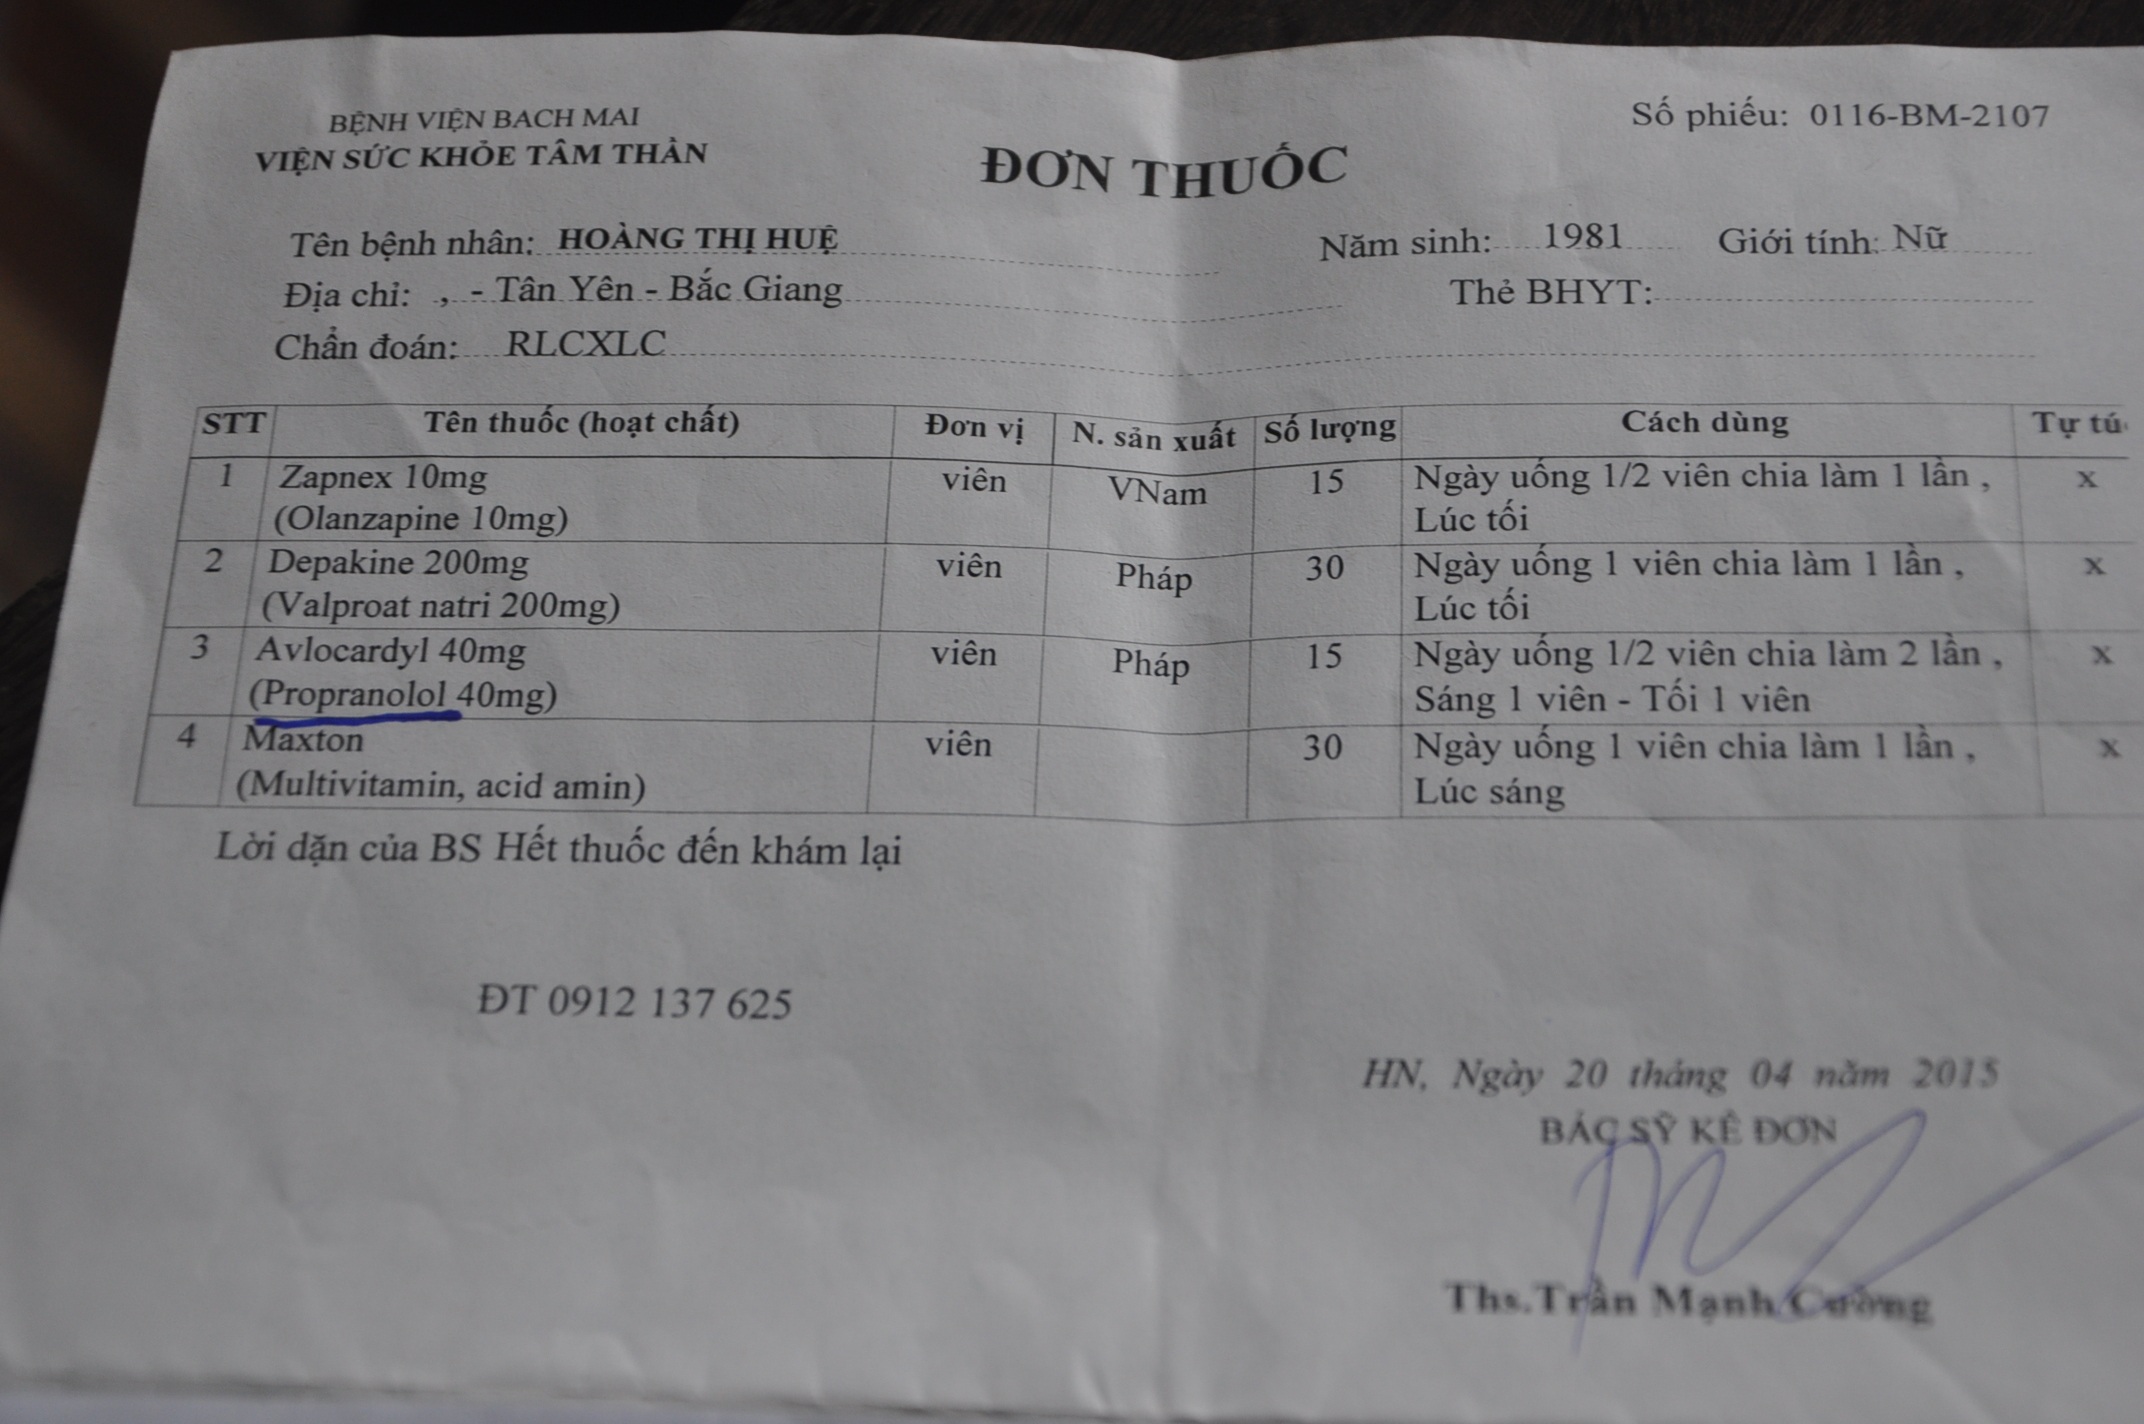 BỆNH VIỆN BACH MAI
VIỆN SỨC KHỎE TÂM THẦN
Số phiếu: 0116-BM-2107
ĐƠN THUỐC
Tên bệnh nhân: HOÀNG THỊ HUỆ
Năm sinh: 1981 Giới tính: Nữ
Địa chỉ: , - Tân Yên - Bắc Giang
Thẻ BHYT:
Chẩn đoán: RLCXLC
STT Tên thuốc (hoạt chất) Đơn vị N. sản xuất Số lượng Cách dùng Tự tú
1 Zapnex 10mg viên VNam 15 Ngày uống 1/2 viên chia làm 1 lần , x
(Olanzapine 10mg) Lúc tối
2 Depakine 200mg viên Pháp 30 Ngày uống 1 viên chia làm 1 lần , x
(Valproat natri 200mg) Lúc tối
3 Avlocardyl 40mg viên Pháp 15 Ngày uống 1/2 viên chia làm 2 lần , x
(Propranolol 40mg) Sáng 1 viên - Tối 1 viên
4 Maxton viên 30 Ngày uống 1 viên chia làm 1 lần , x
(Multivitamin, acid amin) Lúc sáng
Lời dặn của BS Hết thuốc đến khám lại
ĐT 0912 137 625
HN, Ngày 20 tháng 04 năm 2015
BÁC SỸ KÊ ĐƠN
Ths.Trần Mạnh Cường